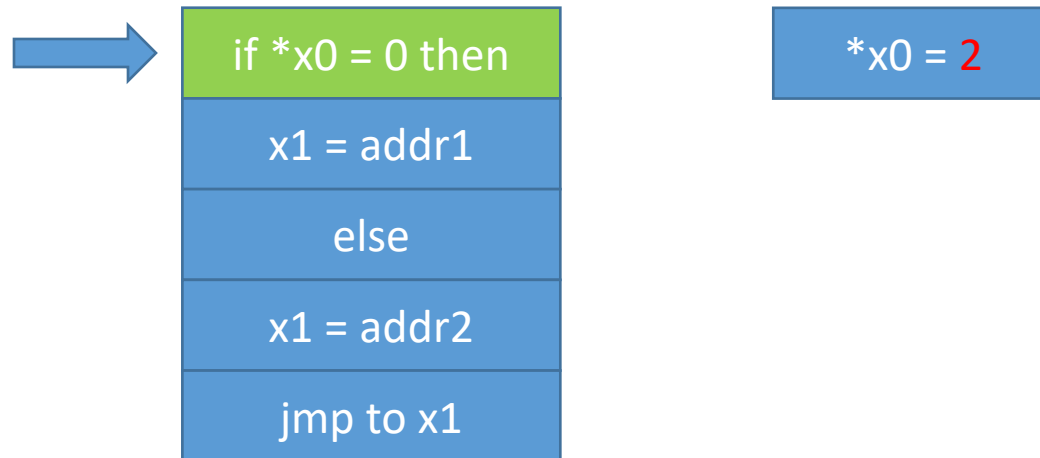 if *x0 = 0 then
x1 = addr1
else
x1 = addr2
jmp to x1
*x0 = 2